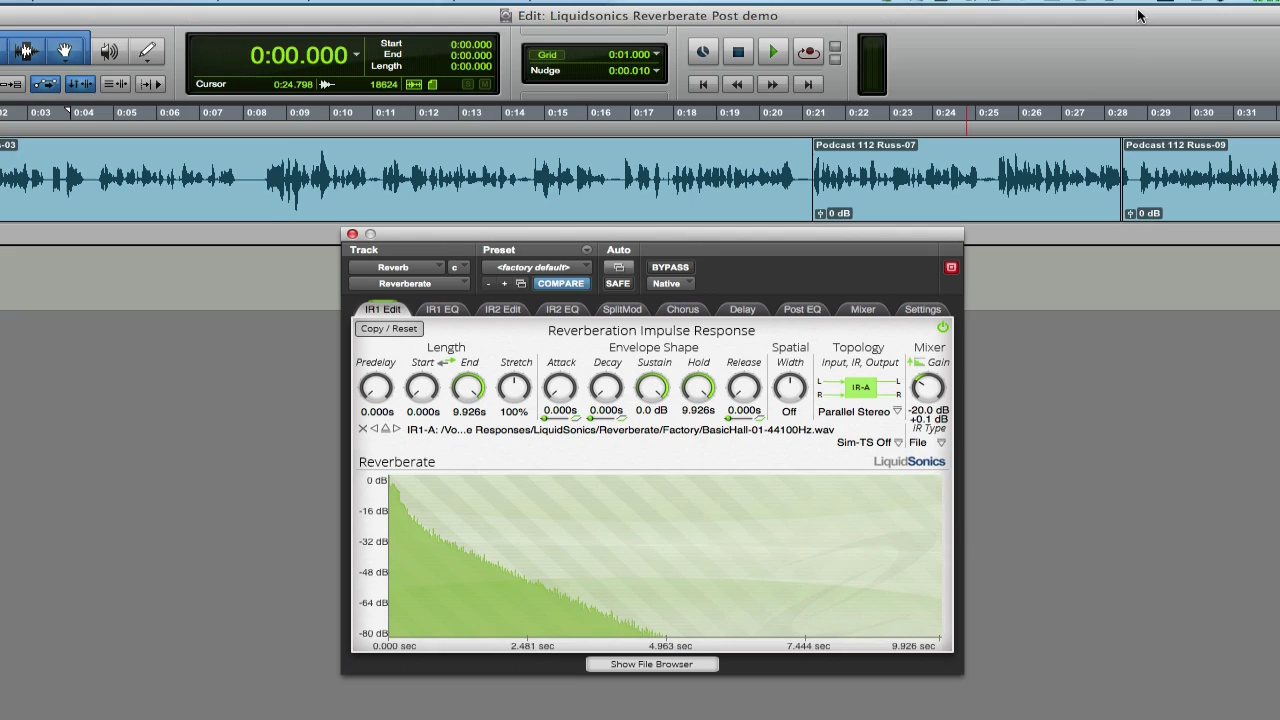 Edit: Liquidsonics Reverberate Post demo
0:00.000
Start 0:00.000
End 0:00.000
Length 0:00.000
Cursor 0:24.798 18624
Grid 0:01.000
Nudge 0:00.010
02 0:03 0:04 0:05 0:06 0:07 0:08 0:09 0:10 0:11 0:12 0:13 0:14 0:15 0:16 0:17 0:18 0:19 0:20 0:21 0:22 0:23 0:24 0:25 0:26 0:27 0:28 0:29 0:30 0:31
s-03 Podcast 112 Russ-07 Podcast 112 Russ-09
0 dB 0 dB
Track Preset Auto
Reverb c <factory default> BYPASS
Reverberate - + COMPARE SAFE Native
IR1 Edit IR1 EQ IR2 Edit IR2 EQ SplitMod Chorus Delay Post EQ Mixer Settings
Copy / Reset Reverberation Impulse Response
Length Envelope Shape Spatial Topology Mixer
Predelay Start End Stretch Attack Decay Sustain Hold Release Width Input, IR, Output Gain
L IR-A L
R R
0.000s 0.000s 9.926s 100% 0.000s 0.000s 0.0 dB 9.926s 0.000s Off Parallel Stereo -20.0 dB
+0.1 dB
IR1-A: /Vo...e Responses/LiquidSonics/Reverberate/Factory/BasicHall-01-44100Hz.wav IR Type
Sim-TS Off File
Reverberate LiquidSonics
0 dB
-16 dB
-32 dB
-48 dB
-64 dB
-80 dB
0.000 sec 2.481 sec 4.963 sec 7.444 sec 9.926 sec
Show File Browser